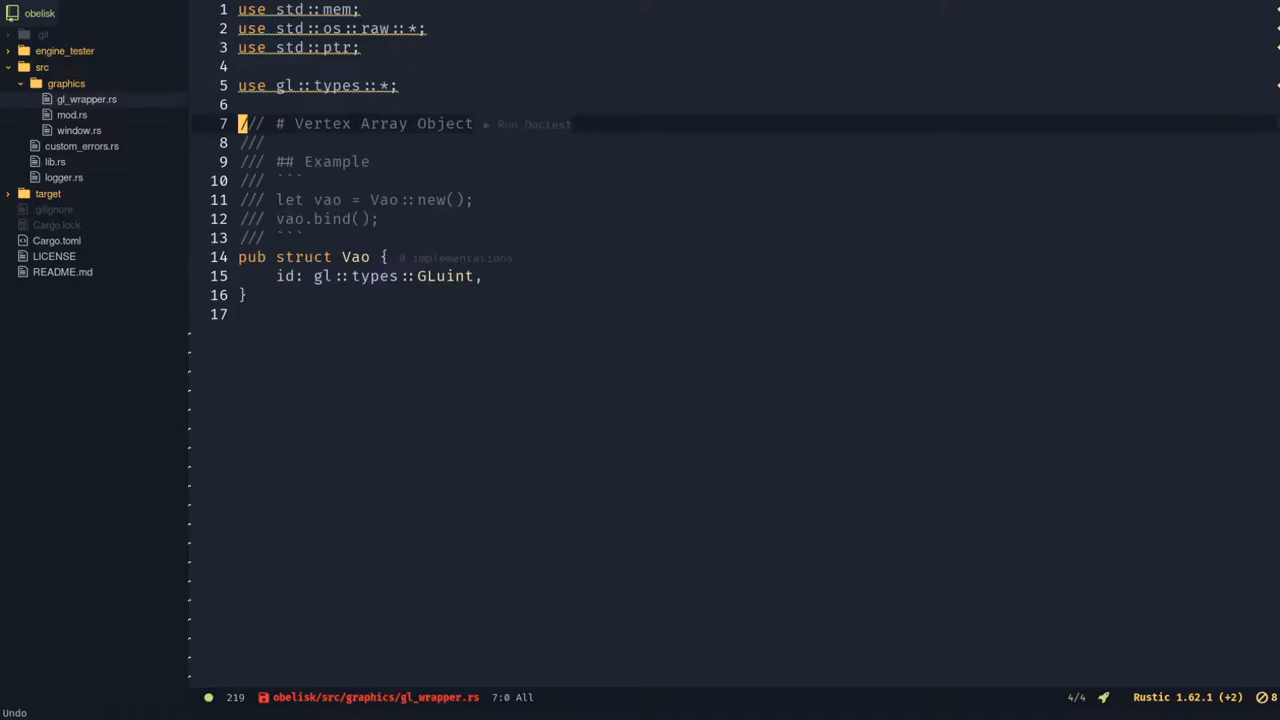 obelisk
git
engine_tester
src
graphics
gl_wrapper.rs
mod.rs
window.rs
custom_errors.rs
lib.rs
logger.rs
target
.gitignore
Cargo.lock
Cargo.toml
LICENSE
README.md
1 use std::mem;
2 use std::os::raw::*;
3 use std::ptr;
4
5 use gl::types::*;
6
7 /// # Vertex Array Object ▶ Run Doctest
8 ///
9 /// ## Example
10 /// ```
11 /// let vao = Vao::new();
12 /// vao.bind();
13 /// ```
14 pub struct Vao { 0 implementations
15     id: gl::types::GLuint,
16 }
17
219 obelisk/src/graphics/gl_wrapper.rs 7:0 All 4/4 Rustic 1.62.1 (+2) 8
Undo